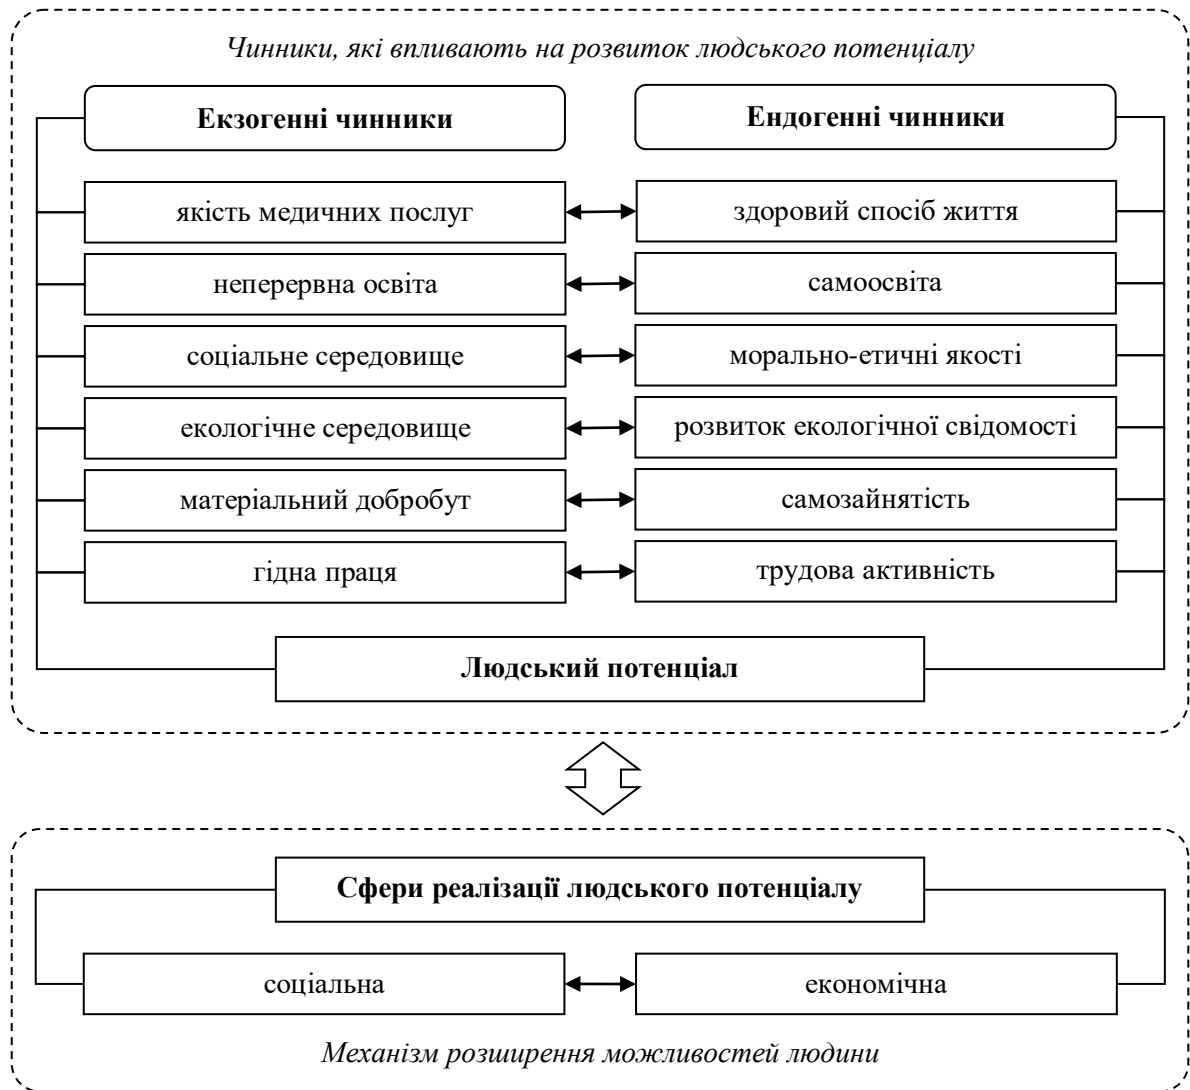 Чинники, які впливають на розвиток людського потенціалу
Екзогенні чинники
Ендогенні чинники
якість медичних послуг
здоровий спосіб життя
неперервна освіта
самоосвіта
соціальне середовище
морально-етичні якості
екологічне середовище
розвиток екологічної свідомості
матеріальний добробут
самозайнятість
гідна праця
трудова активність
Людський потенціал
Сфери реалізації людського потенціалу
соціальна
економічна
Механізм розширення можливостей людини